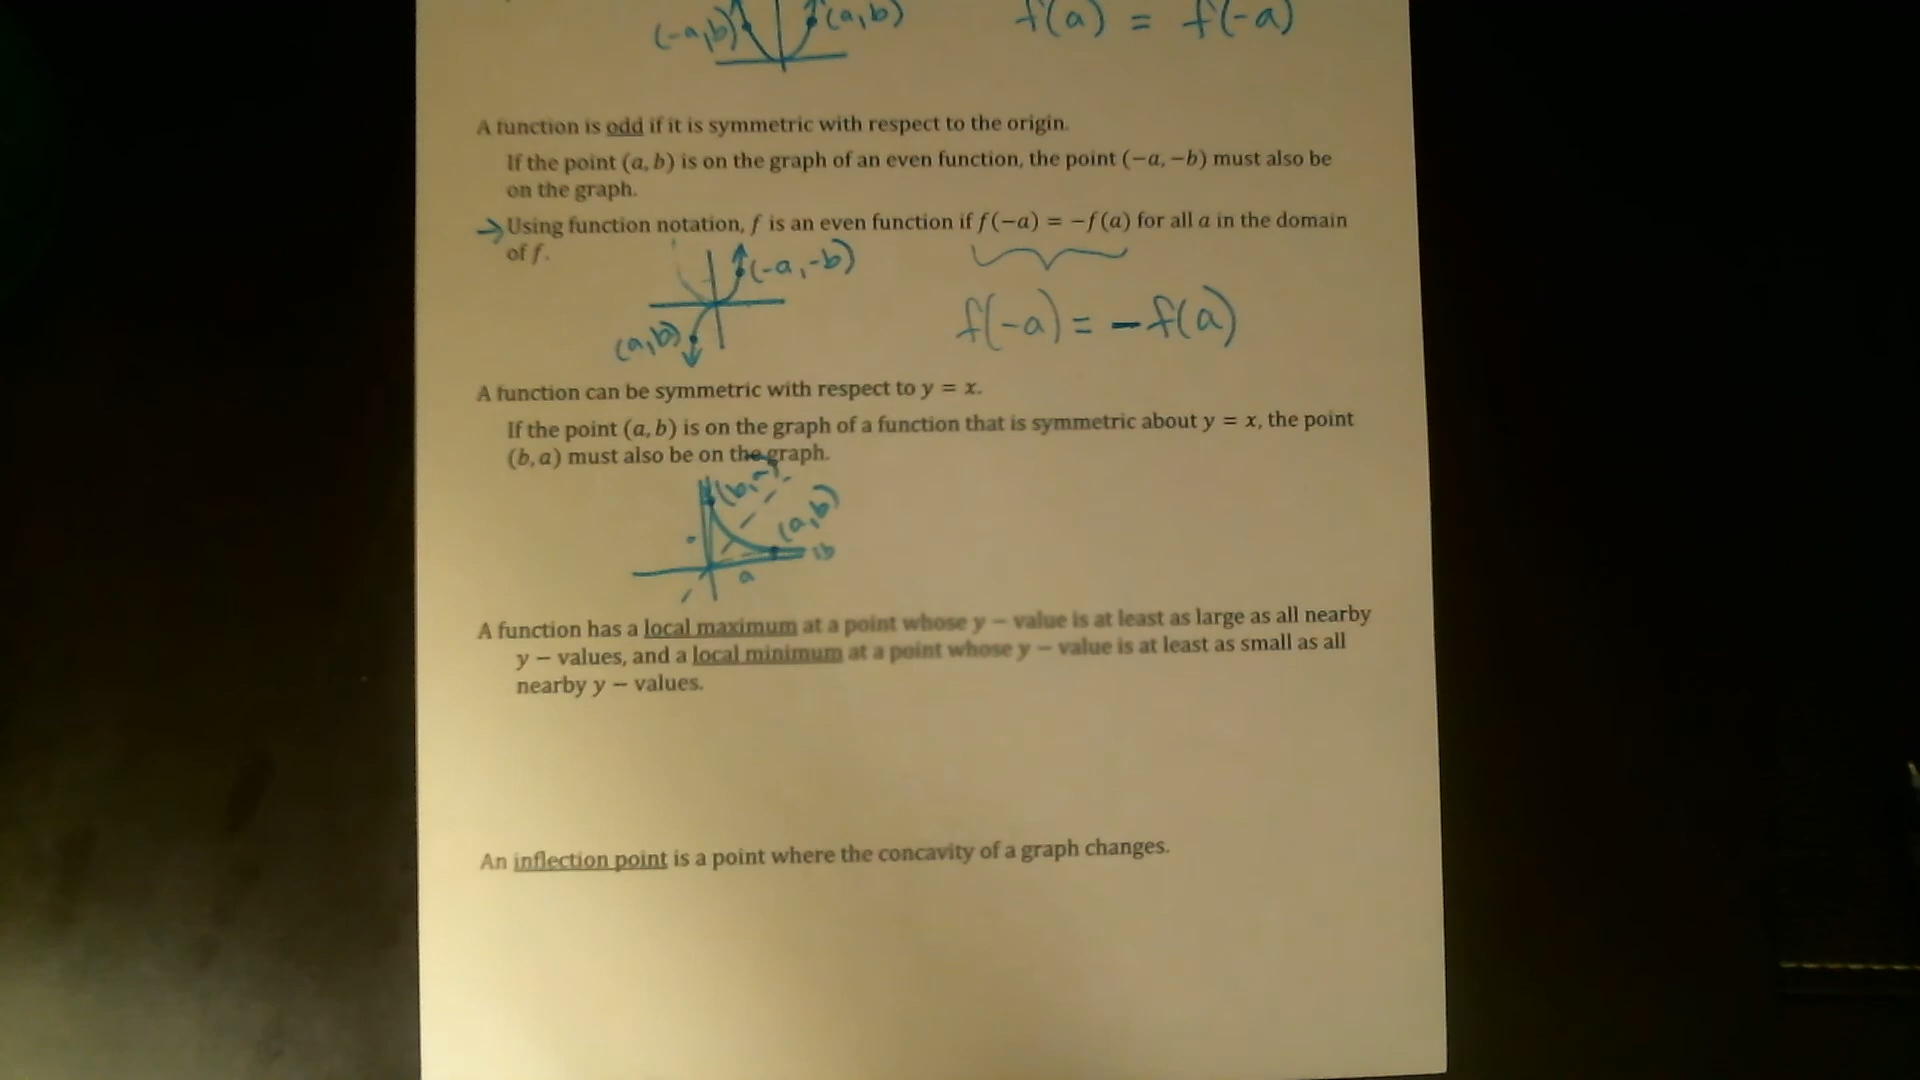 (-a,b) (a,b) f(a) = f(-a)
A function is odd if it is symmetric with respect to the origin.
If the point (a, b) is on the graph of an even function, the point (−a, −b) must also be
on the graph.
→ Using function notation, f is an even function if f(−a) = −f(a) for all a in the domain
of f.
(-a,-b)
f(-a) = -f(a)
(a,b)
A function can be symmetric with respect to y = x.
If the point (a, b) is on the graph of a function that is symmetric about y = x, the point
(b, a) must also be on the graph.
(a,b)
b
a
A function has a local maximum at a point whose y − value is at least as large as all nearby
y − values, and a local minimum at a point whose y − value is at least as small as all
nearby y − values.
An inflection point is a point where the concavity of a graph changes.